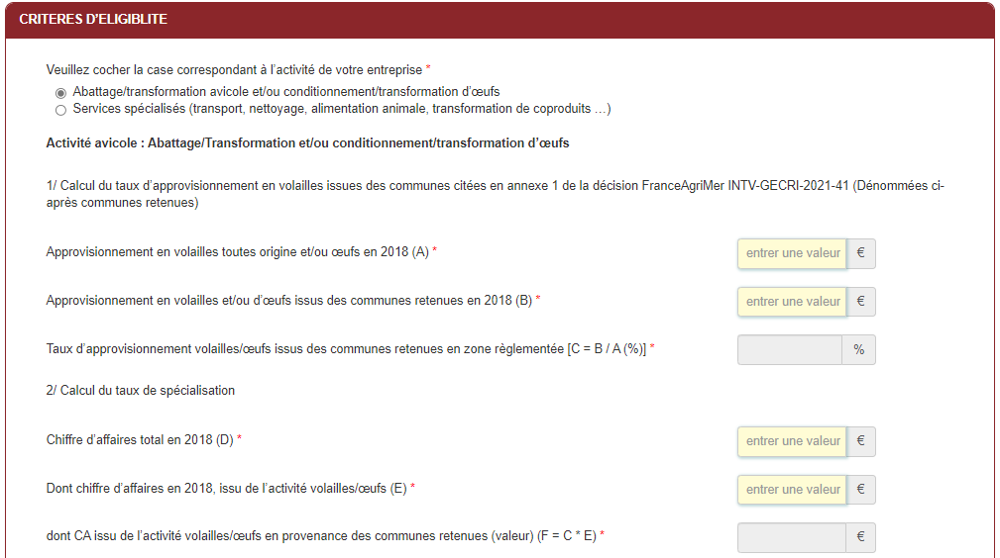 CRITERES D'ELIGIBLITE
Veuillez cocher la case correspondant à l’activité de votre entreprise *
Abattage/transformation avicole et/ou conditionnement/transformation d’œufs
Services spécialisés (transport, nettoyage, alimentation animale, transformation de coproduits …)
Activité avicole : Abattage/Transformation et/ou conditionnement/transformation d’œufs
1/ Calcul du taux d’approvisionnement en volailles issues des communes citées en annexe 1 de la décision FranceAgriMer INTV-GECRI-2021-41 (Dénommées ci-
après communes retenues)
Approvisionnement en volailles toutes origine et/ou œufs en 2018 (A) * entrer une valeur €
Approvisionnement en volailles et/ou d’œufs issus des communes retenues en 2018 (B) * entrer une valeur €
Taux d’approvisionnement volailles/œufs issus des communes retenues en zone règlementée [C = B / A (%)] * %
2/ Calcul du taux de spécialisation
Chiffre d’affaires total en 2018 (D) * entrer une valeur €
Dont chiffre d’affaires en 2018, issu de l’activité volailles/œufs (E) * entrer une valeur €
dont CA issu de l’activité volailles/œufs en provenance des communes retenues (valeur) (F = C * E) * €